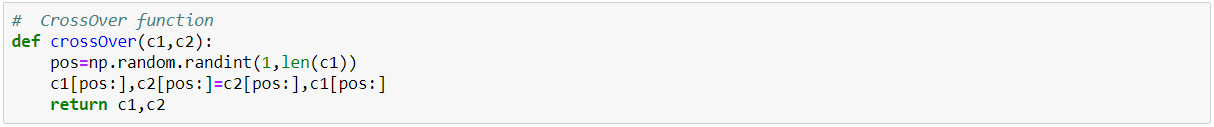 #  CrossOver function
def crossOver(c1,c2):
    pos=np.random.randint(1,len(c1))
    c1[pos:],c2[pos:]=c2[pos:],c1[pos:]
    return c1,c2